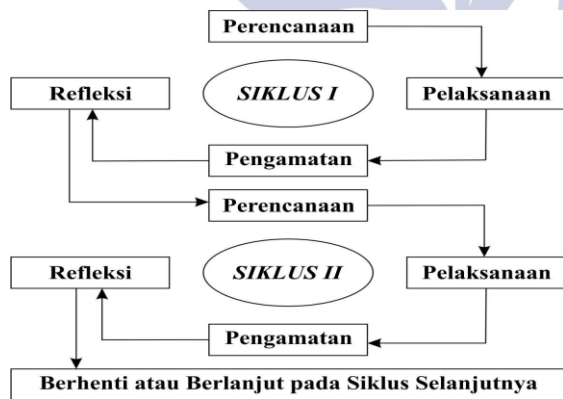 Perencanaan
Refleksi
SIKLUS I
Pelaksanaan
Pengamatan
Perencanaan
Refleksi
SIKLUS II
Pelaksanaan
Pengamatan
Berhenti atau Berlanjut pada Siklus Selanjutnya